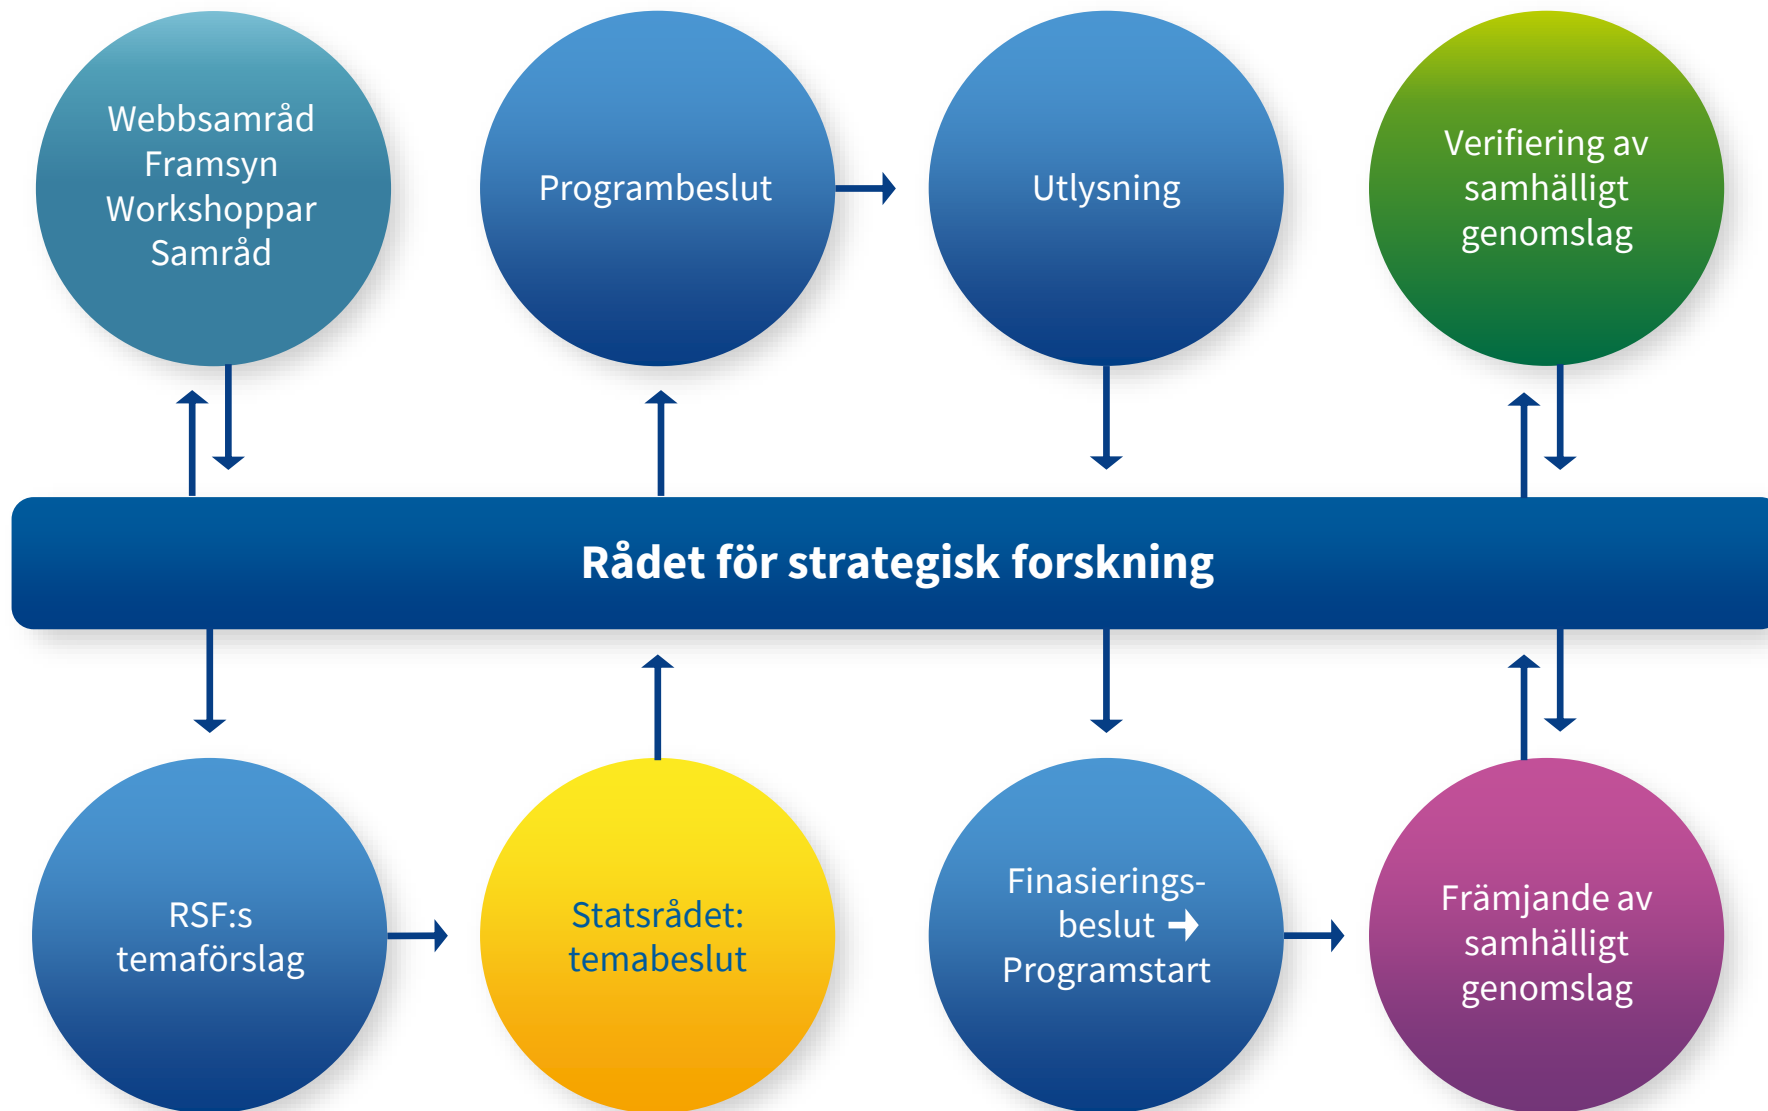 Webbsamråd
Framsyn
Workshoppar
Samråd
Programbeslut
Utlysning
Verifiering av
samhälligt
genomslag
Rådet för strategisk forskning
RSF:s
temaförslag
Statsrådet:
temabeslut
Finasierings-
beslut
Programstart
Främjande av
samhälligt
genomslag